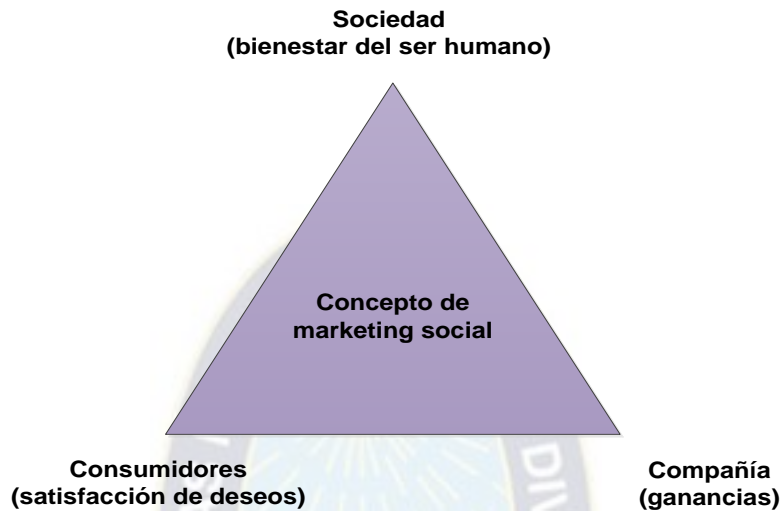 Sociedad
(bienestar del ser humano)
Concepto de
marketing social
Consumidores
(satisfacción de deseos)
Compañía
(ganancias)